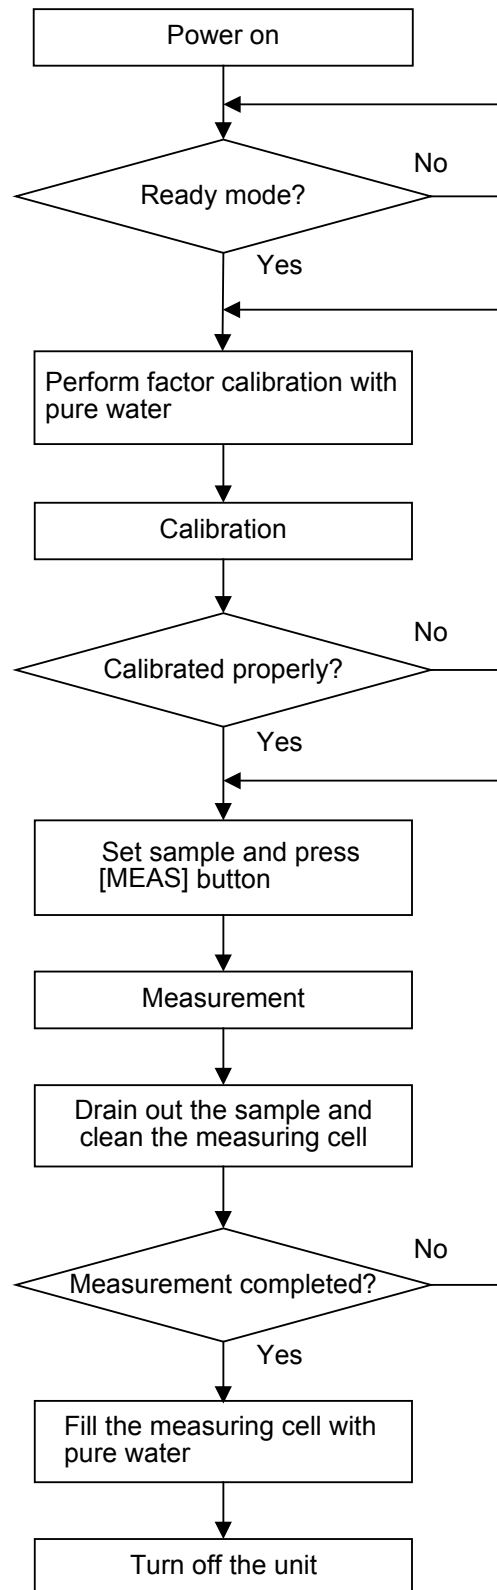 Power on
No
Ready mode?
Yes
Perform factor calibration with
pure water
Calibration
No
Calibrated properly?
Yes
Set sample and press
[MEAS] button
Measurement
Drain out the sample and
clean the measuring cell
No
Measurement completed?
Yes
Fill the measuring cell with
pure water
Turn off the unit